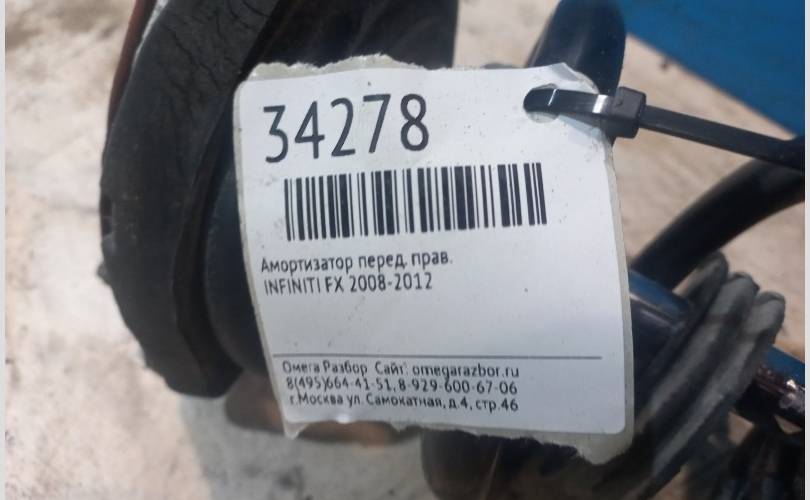 34278
Амортизатор перед. прав.
INFINITI FX 2008-2012
Омега Разбор Сайт: omegarazbor.ru
8(495)664-41-51, 8-929-600-67-06
г.Москва ул. Самокатная, д.4, стр.46